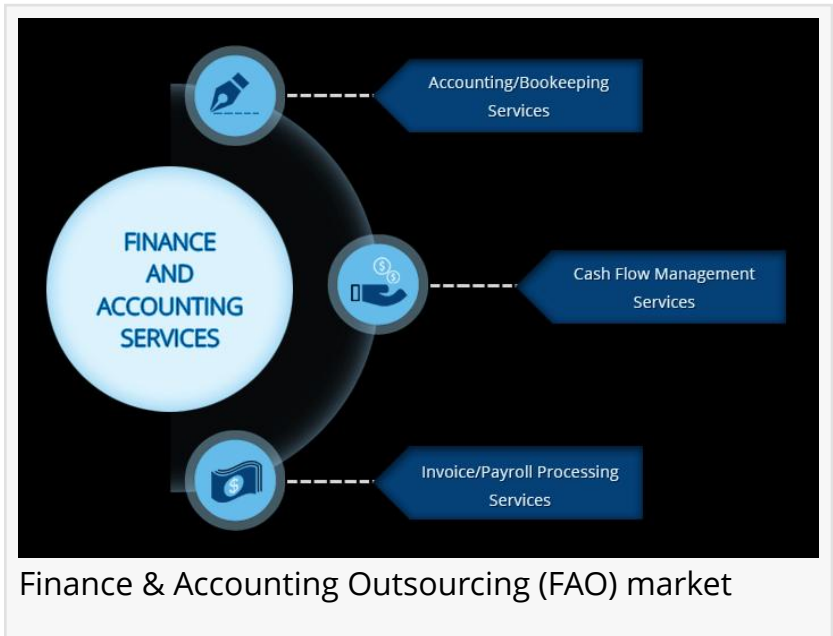 FINANCE
AND
ACCOUNTING
SERVICES
Accounting/Bookeeping
Services
Cash Flow Management
Services
Invoice/Payroll Processing
Services
Finance & Accounting Outsourcing (FAO) market